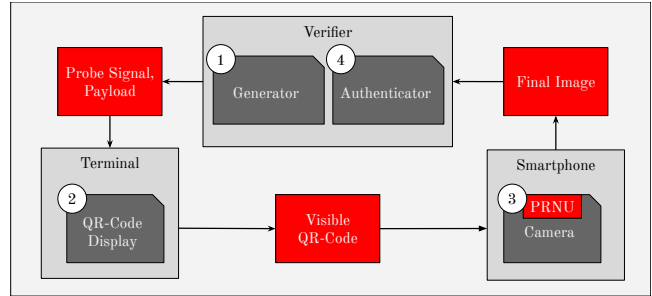 Verifier
1
4
Probe Signal,
Payload
Generator
Authenticator
Final Image
Terminal
Smartphone
2
QR-Code
Display
Visible
QR-Code
3
PRNU
Camera